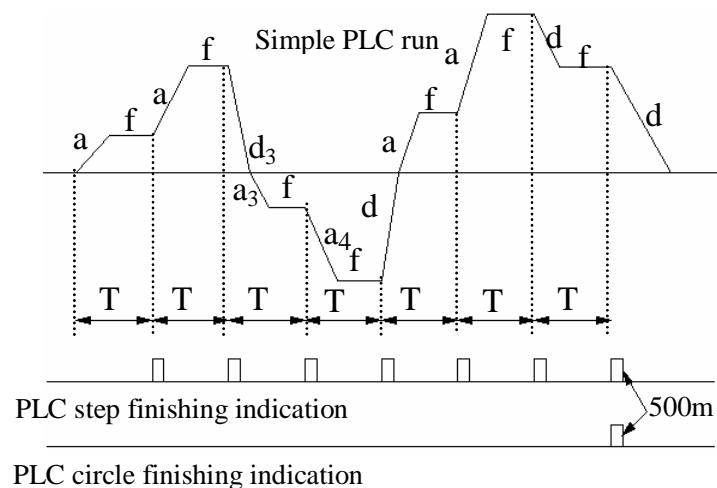 Simple PLC run
a f a f d3 a3 f a4 f d a f a f d f d
T T T T T T T
PLC step finishing indication
500m
PLC circle finishing indication